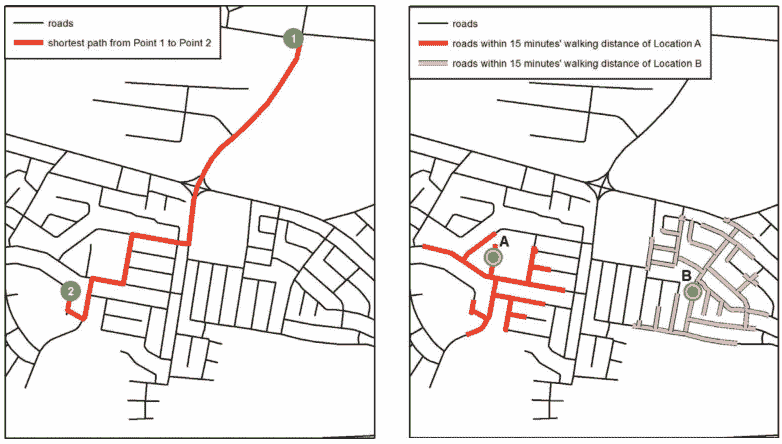 roads
shortest path from Point 1 to Point 2
1
2
roads
roads within 15 minutes' walking distance of Location A
roads within 15 minutes' walking distance of Location B
A
B